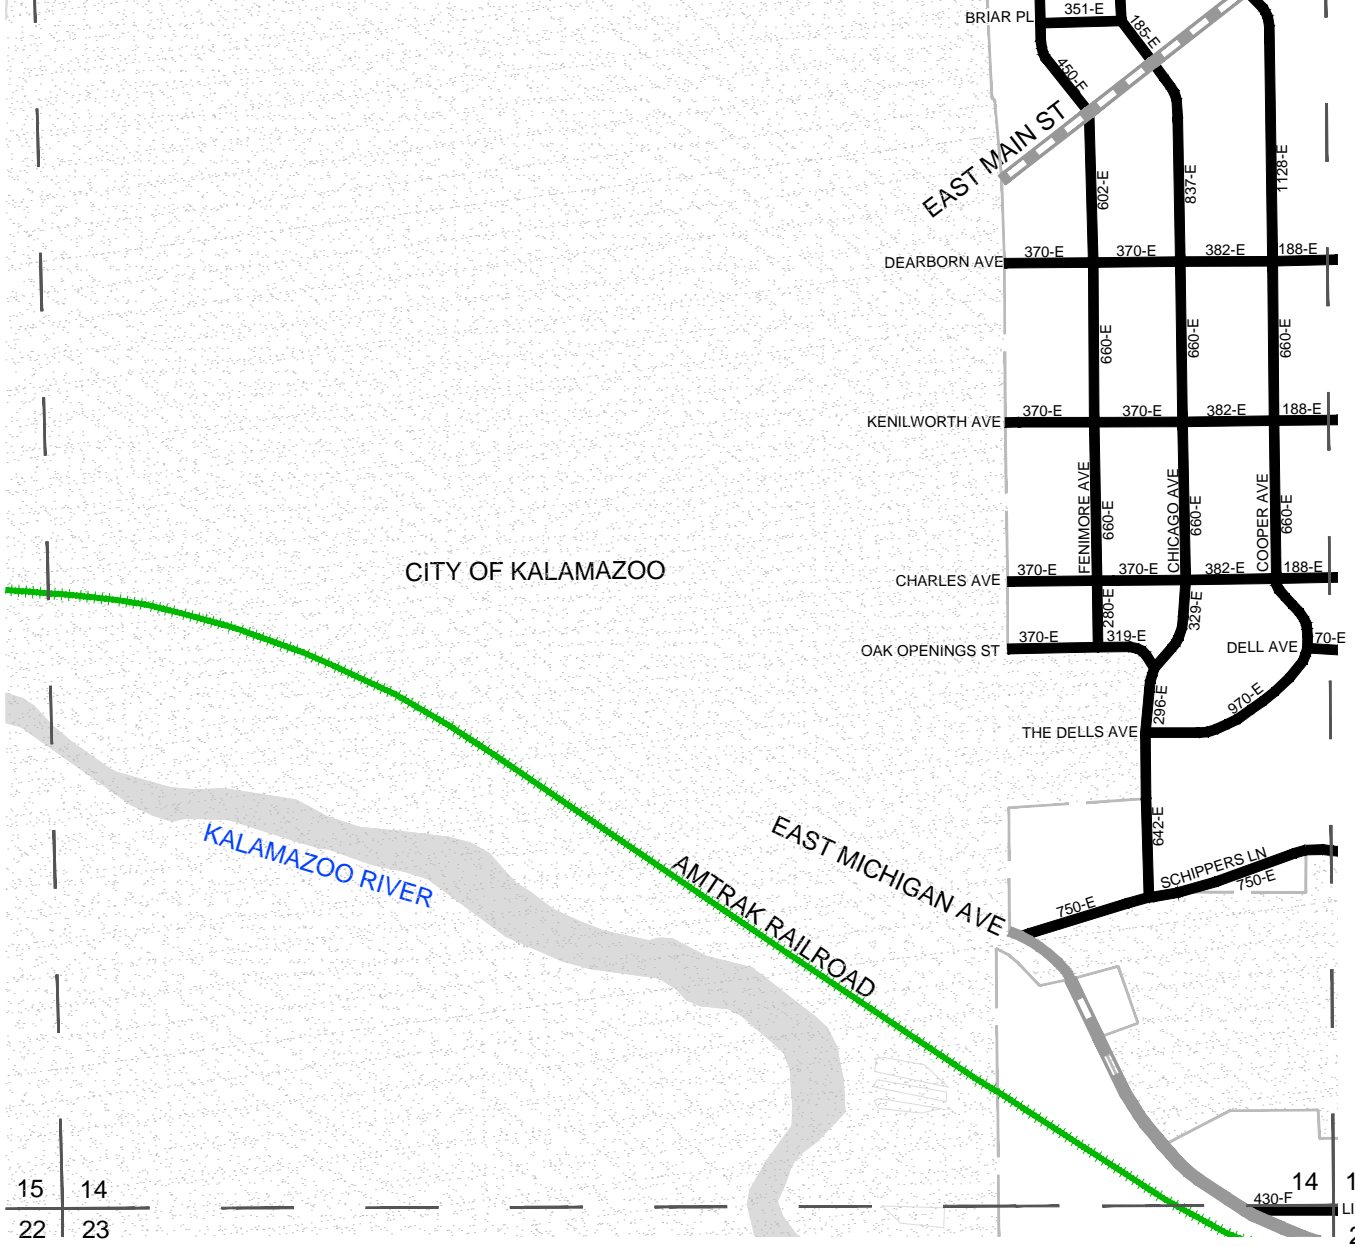 BRIAR PL
351-E
185-E
450-E
EAST MAIN ST
602-E
837-E
1128-E
DEARBORN AVE
370-E
370-E
382-E
188-E
660-E
660-E
660-E
KENILWORTH AVE
370-E
370-E
382-E
188-E
FENIMORE AVE
660-E
CHICAGO AVE
660-E
COOPER AVE
660-E
CITY OF KALAMAZOO
CHARLES AVE
370-E
370-E
382-E
188-E
280-E
329-E
OAK OPENINGS ST
370-E
319-E
DELL AVE
70-E
296-E
970-E
THE DELLS AVE
642-E
EAST MICHIGAN AVE
SCHIPPERS LN
750-E
750-E
KALAMAZOO RIVER
AMTRAK RAILROAD
15
14
14
1
430-F
LI
22
23
2